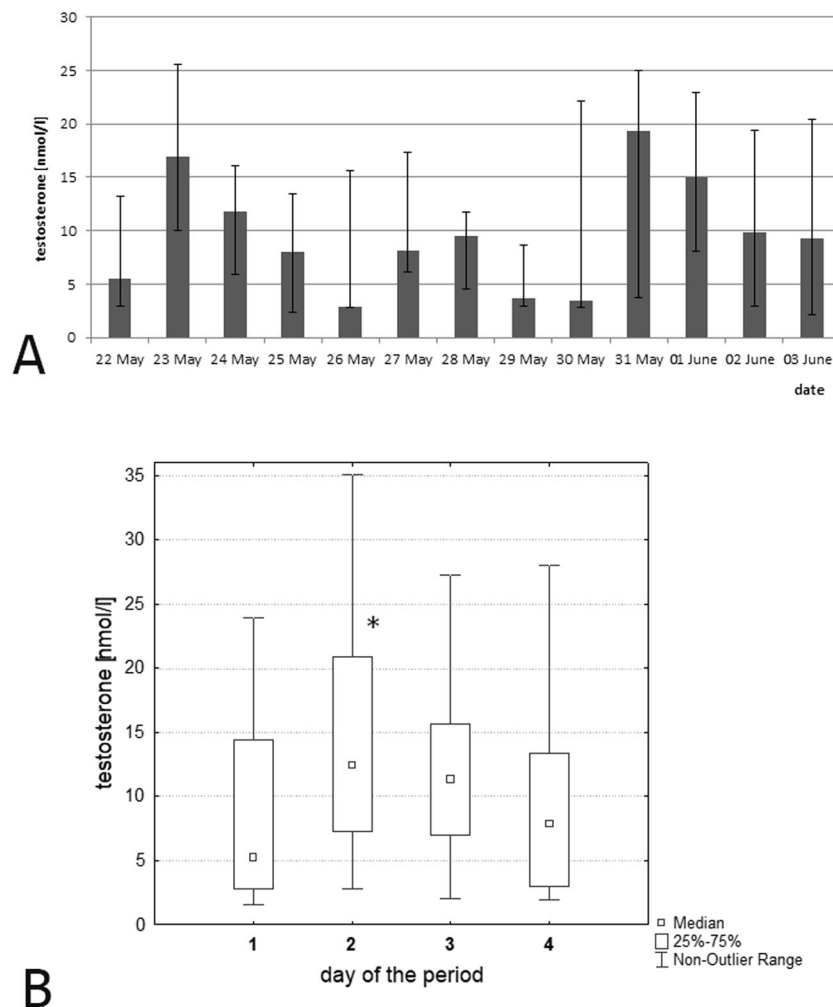 30
25
20
15
10
5
0
testosterone [nmol/l]
22 May 23 May 24 May 25 May 26 May 27 May 28 May 29 May 30 May 31 May 01 June 02 June 03 June
date
A
35
30
25
20
15
10
5
0
testosterone [nmol/l]
*
1 2 3 4
day of the period
Median
25%-75%
Non-Outlier Range
B